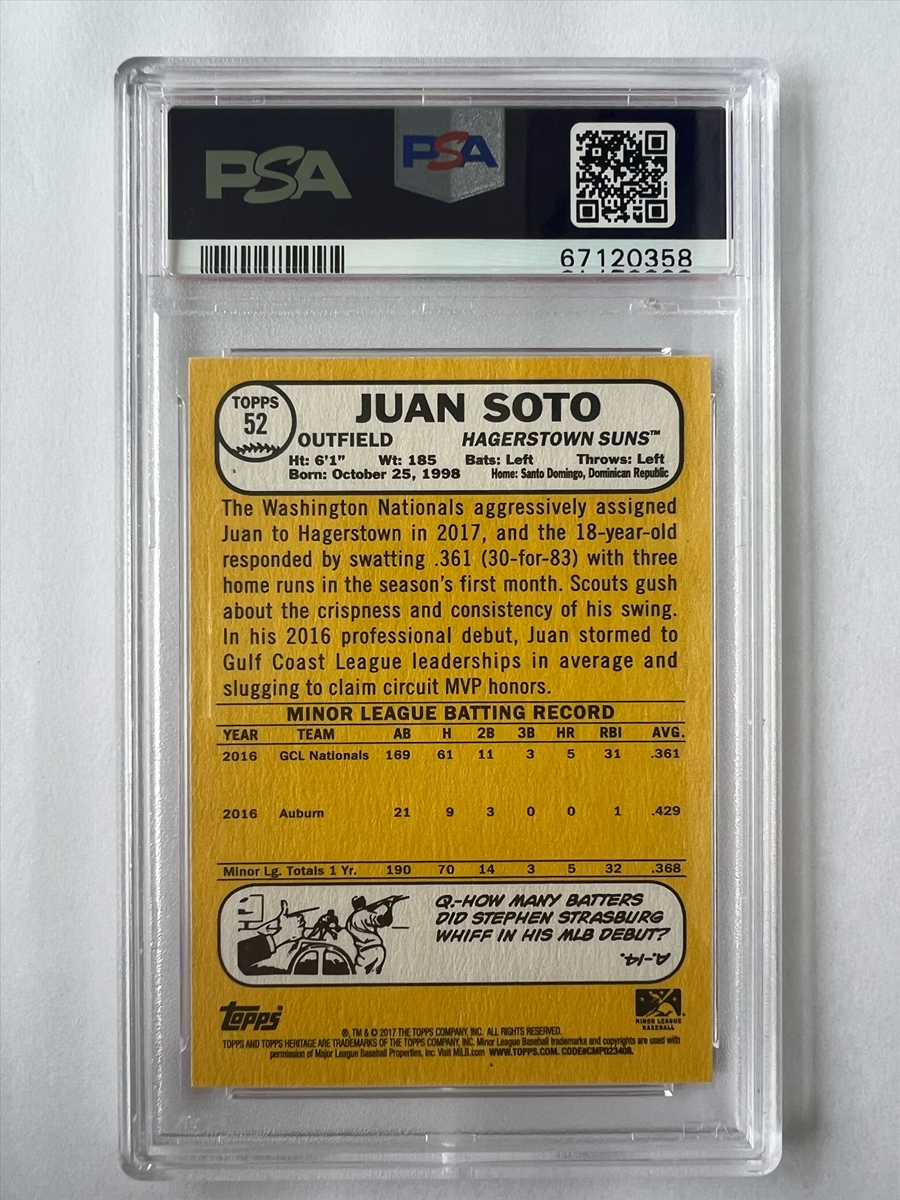 PSA
PSA
67120358
TOPPS
52
JUAN SOTO
OUTFIELD HAGERSTOWN SUNS™
Ht: 6'1" Wt: 185 Bats: Left Throws: Left
Born: October 25, 1998 Home: Santo Domingo, Dominican Republic
The Washington Nationals aggressively assigned
Juan to Hagerstown in 2017, and the 18-year-old
responded by swatting .361 (30-for-83) with three
home runs in the season's first month. Scouts gush
about the crispness and consistency of his swing.
In his 2016 professional debut, Juan stormed to
Gulf Coast League leaderships in average and
slugging to claim circuit MVP honors.
MINOR LEAGUE BATTING RECORD
YEAR TEAM AB H 2B 3B HR RBI AVG.
2016 GCL Nationals 169 61 11 3 5 31 .361
2016 Auburn 21 9 3 0 0 1 .429
Minor Lg. Totals 1 Yr. 190 70 14 3 5 32 .368
Q.-HOW MANY BATTERS
DID STEPHEN STRASBURG
WHIFF IN HIS MLB DEBUT?
A.-14.
Topps
MINOR LEAGUE
BASEBALL
®, TM & © 2017 THE TOPPS COMPANY, INC. ALL RIGHTS RESERVED.
TOPPS AND TOPPS HERITAGE ARE TRADEMARKS OF THE TOPPS COMPANY, INC. Minor League Baseball trademarks and copyrights are used with
permission of Major League Baseball Properties, Inc. Visit MiLB.com WWW.TOPPS.COM. CODE#CMP023408.